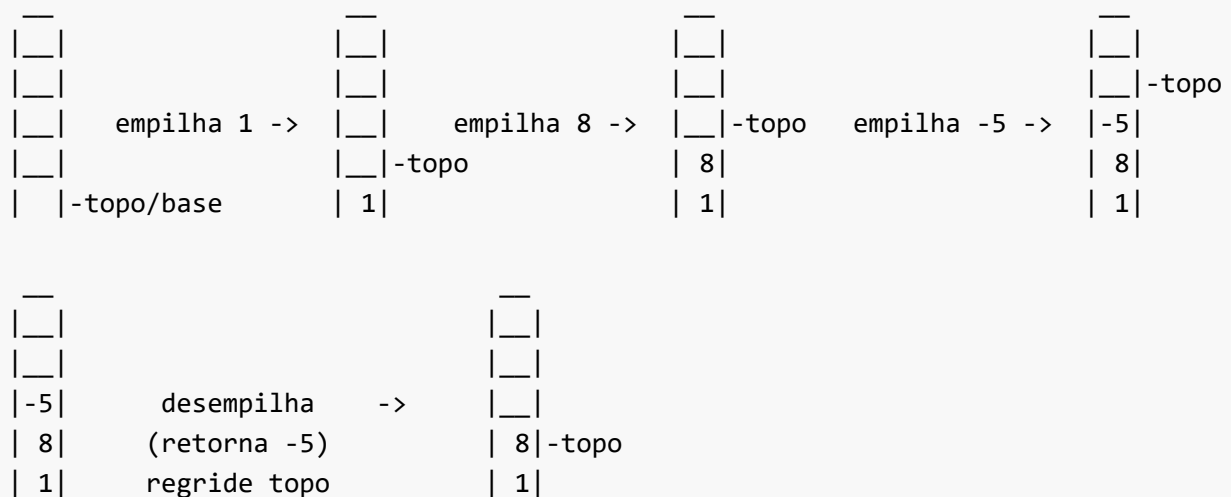 __                    __                     __                           __
|__|                  |__|                   |__|                         |__|
|__|                  |__|                   |__|                         |__|-topo
|__|   empilha 1 ->   |__|   empilha 8 ->    |__|-topo   empilha -5 ->    |-5|
|__|                  |__|-topo              | 8|                         | 8|
|  |-topo/base        | 1|                   | 1|                         | 1|
 __                              __
|__|                            |__|
|__|                            |__|
|-5|      desempilha    ->      |__|
| 8|     (retorna -5)           | 8|-topo
| 1|     regride topo           | 1|